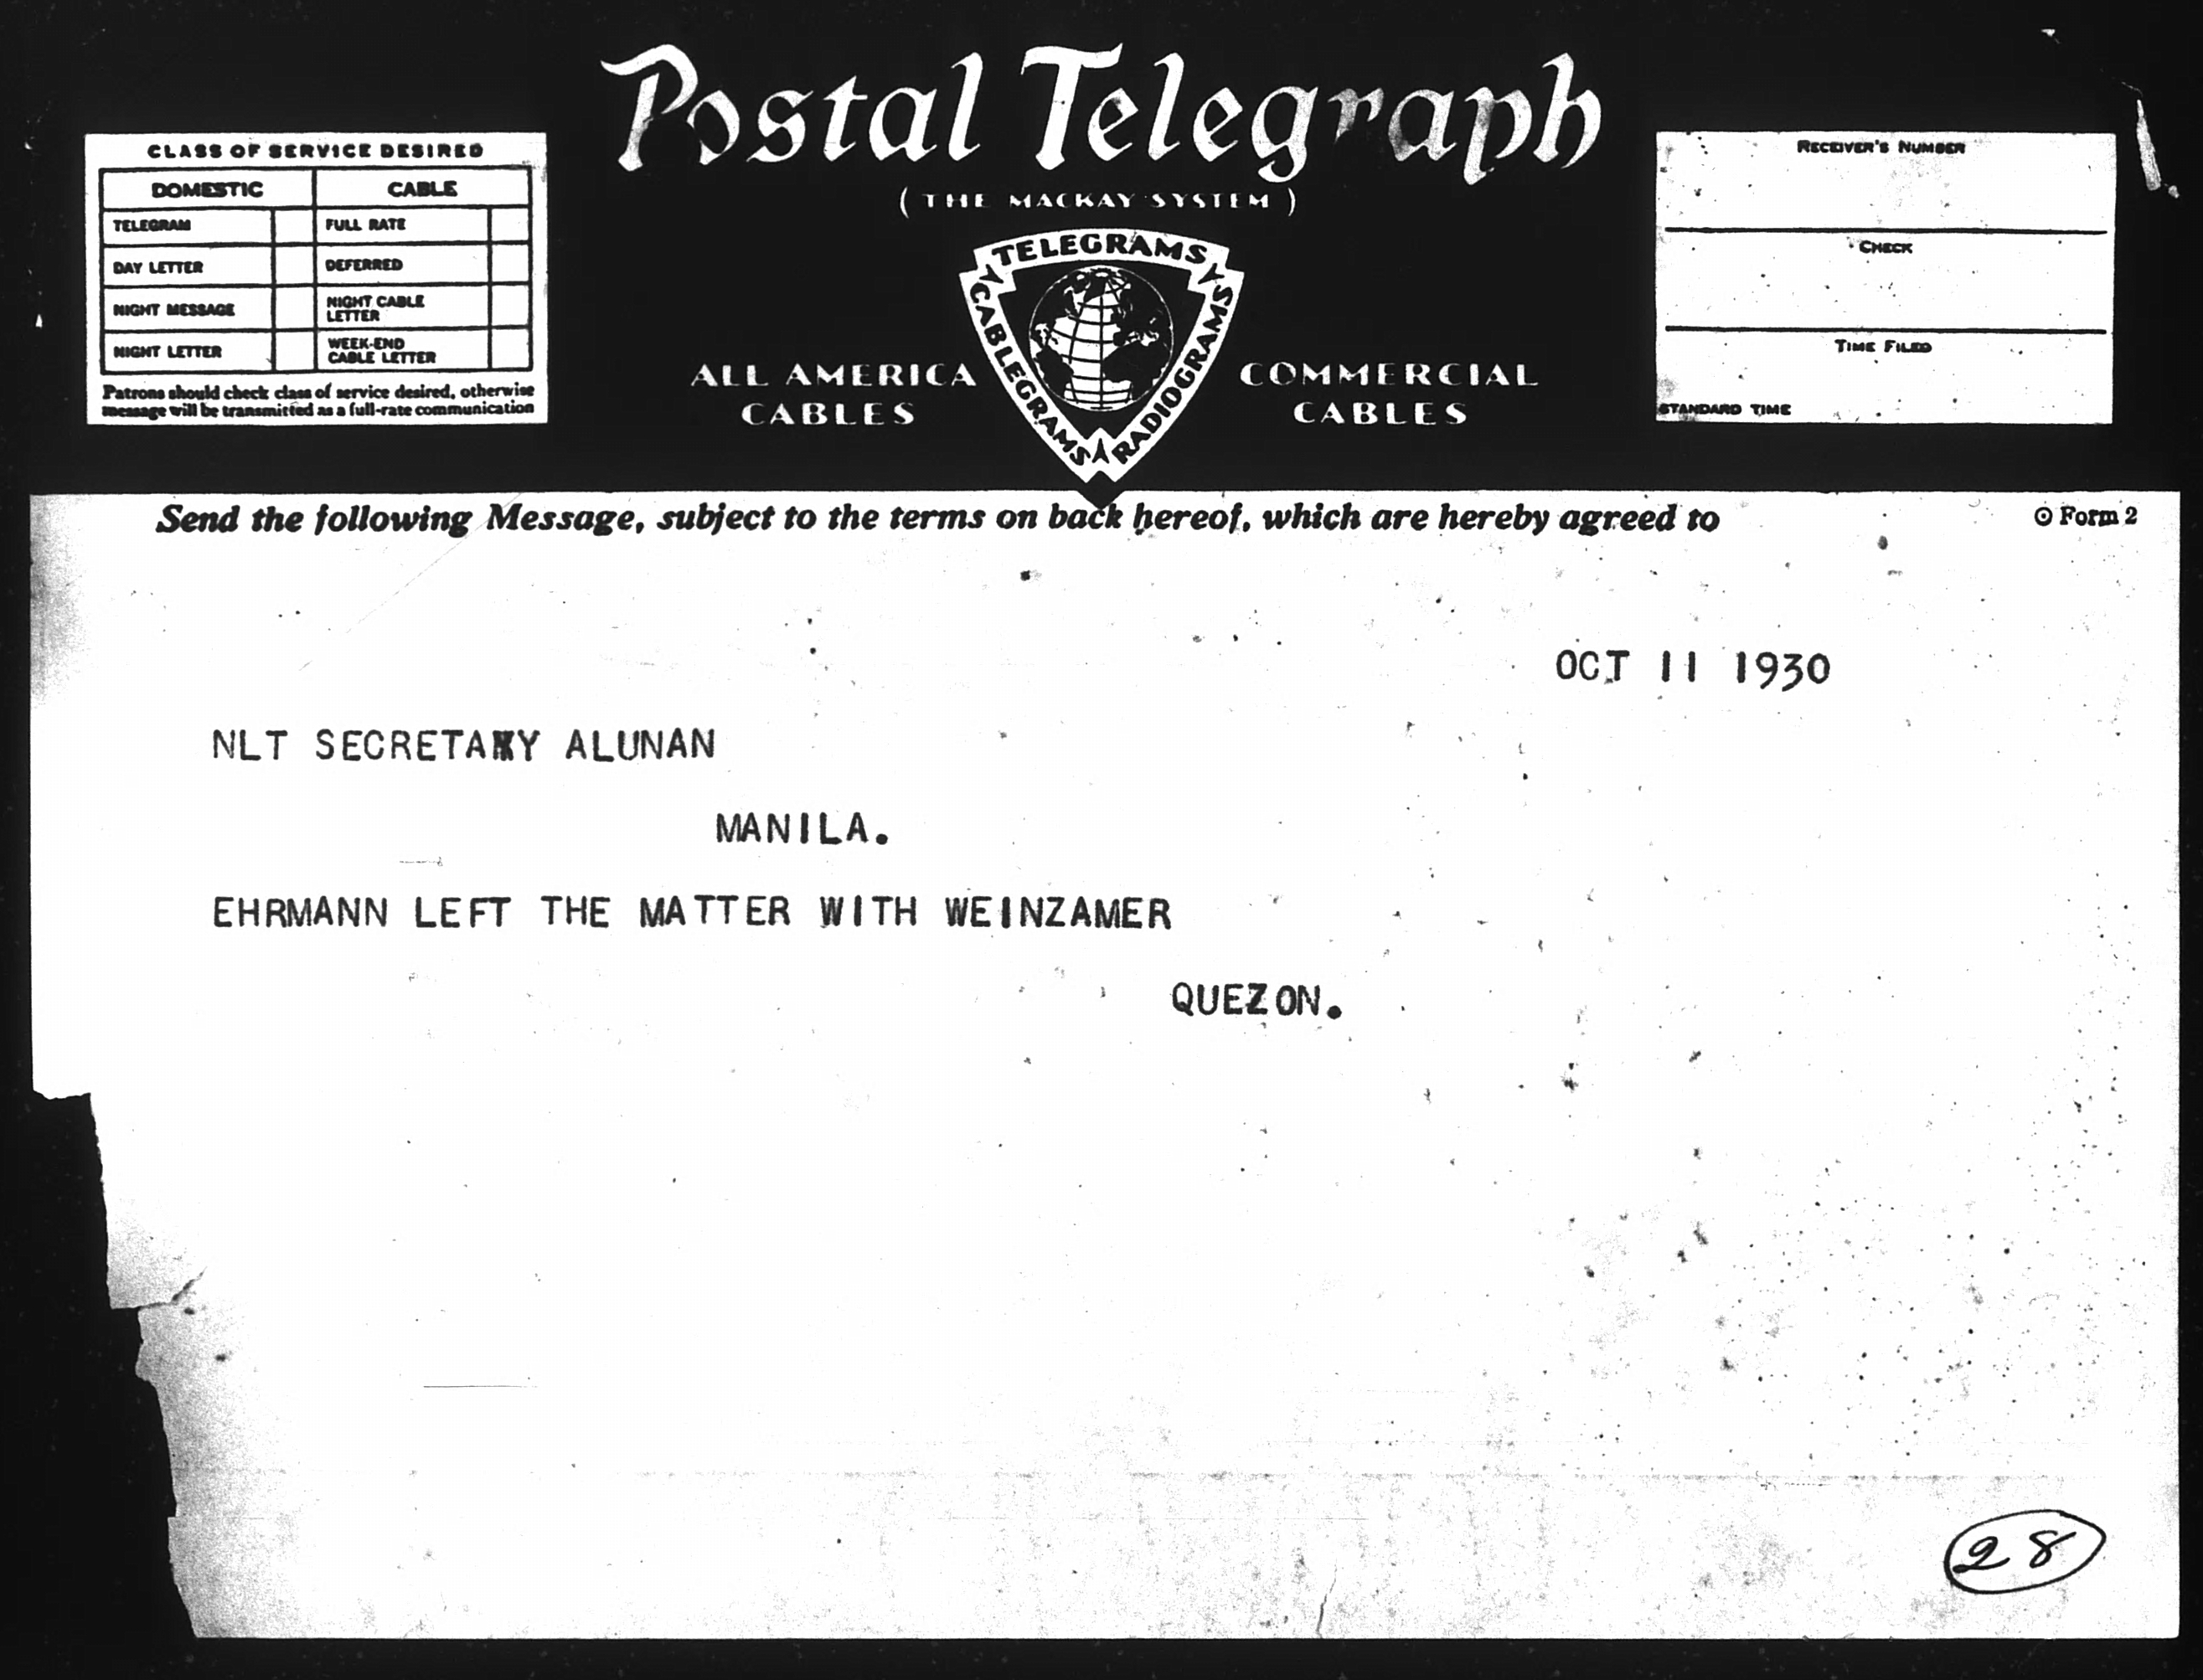 Postal Telegraph
(THE MACKAY SYSTEM)
CLASS OF SERVICE DESIRED
DOMESTIC CABLE
TELEGRAM FULL RATE
DAY LETTER DEFERRED
NIGHT MESSAGE NIGHT CABLE LETTER
NIGHT LETTER WEEK-END CABLE LETTER
Patrons should check class of service desired, otherwise
message will be transmitted as a full-rate communication
TELEGRAMS
CABLEGRAMS
RADIOGRAMS
ALL AMERICA
CABLES
COMMERCIAL
CABLES
RECEIVER'S NUMBER
CHECK
TIME FILED
STANDARD TIME
Send the following Message, subject to the terms on back hereof, which are hereby agreed to
Form 2
OCT 11 1930
NLT SECRETARY ALUNAN
MANILA.
EHRMANN LEFT THE MATTER WITH WEINZAMER
QUEZON.
28